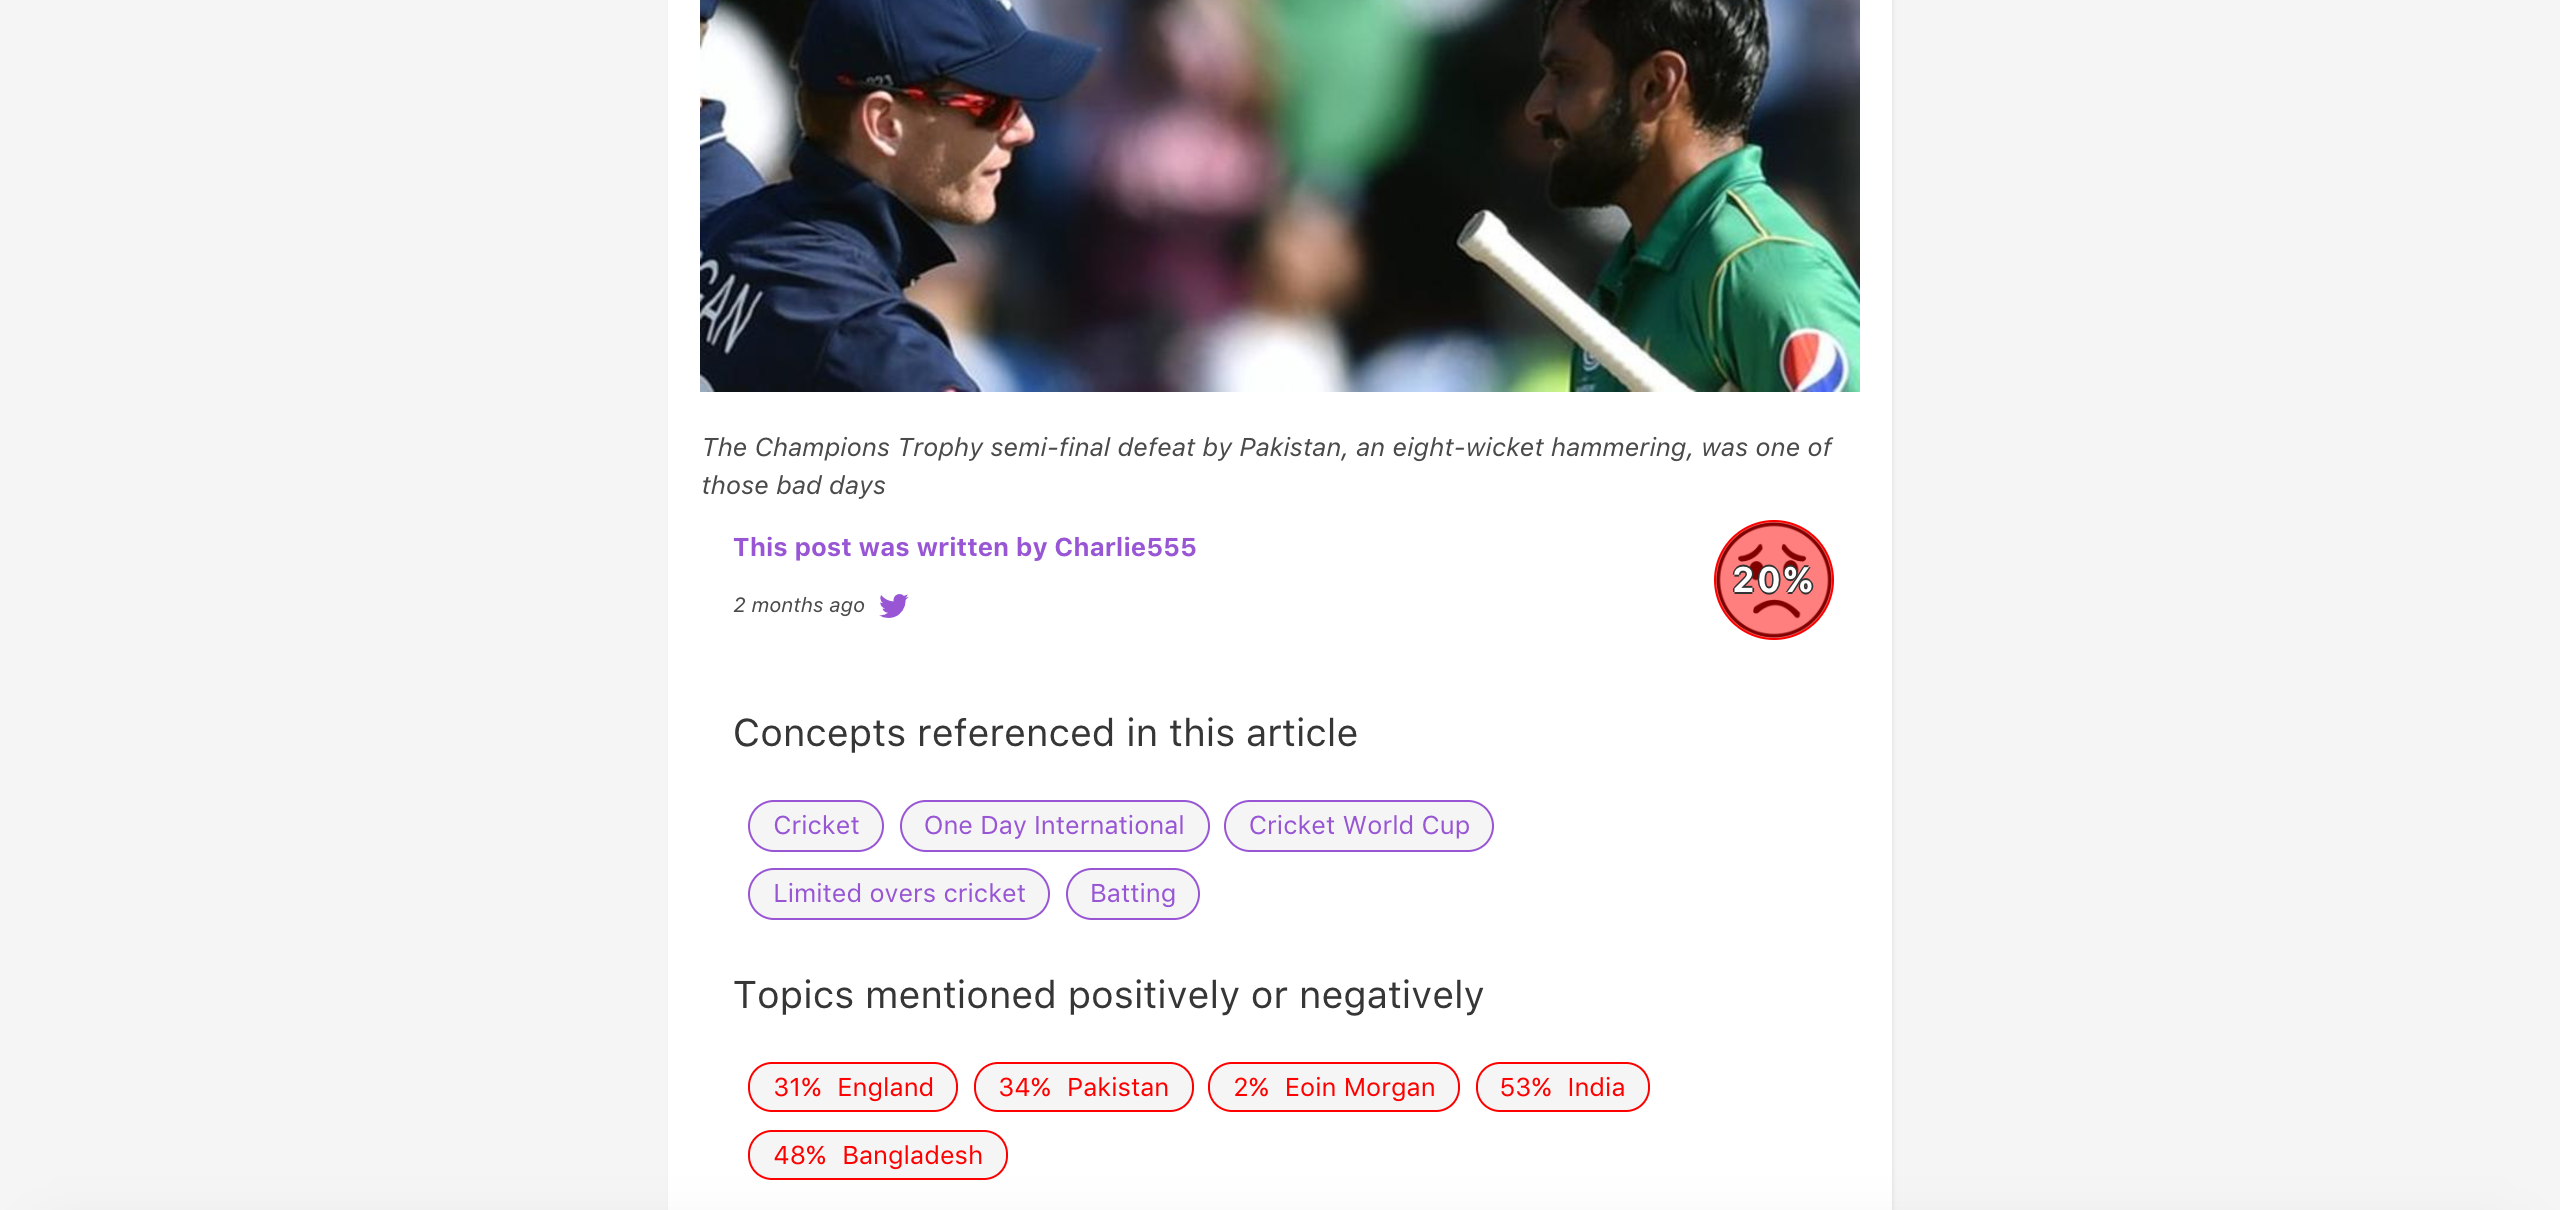 023
GAN
The Champions Trophy semi-final defeat by Pakistan, an eight-wicket hammering, was one of
those bad days
This post was written by Charlie555
20%
2 months ago
Concepts referenced in this article
Cricket One Day International Cricket World Cup
Limited overs cricket Batting
Topics mentioned positively or negatively
31% England 34% Pakistan 2% Eoin Morgan 53% India
48% Bangladesh